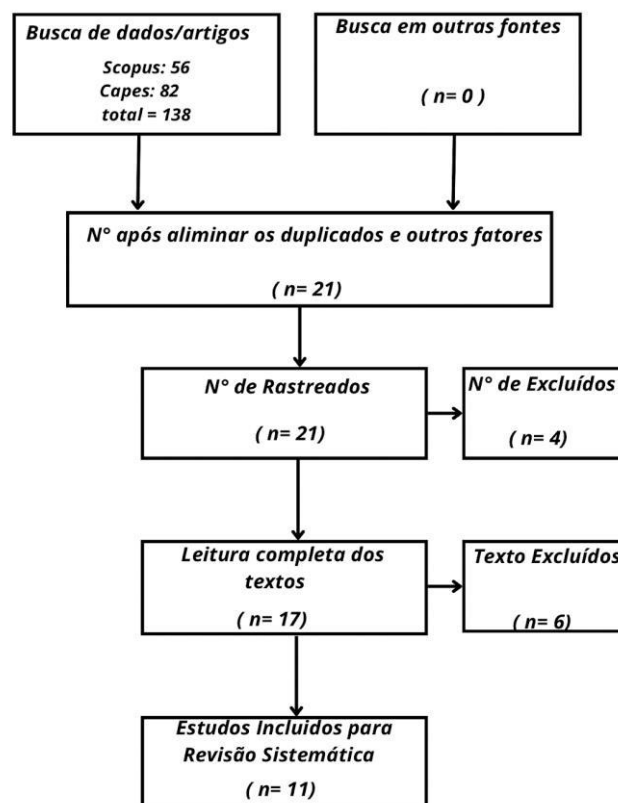 Busca de dados/artigos
Scopus: 56
Capes: 82
total = 138
Busca em outras fontes
( n= 0 )
N° após aliminar os duplicados e outros fatores
( n= 21)
N° de Rastreados
( n= 21)
N° de Excluídos
( n= 4)
Leitura completa dos
textos
( n= 17)
Texto Excluídos
( n= 6)
Estudos Incluidos para
Revisão Sistemática
( n= 11)